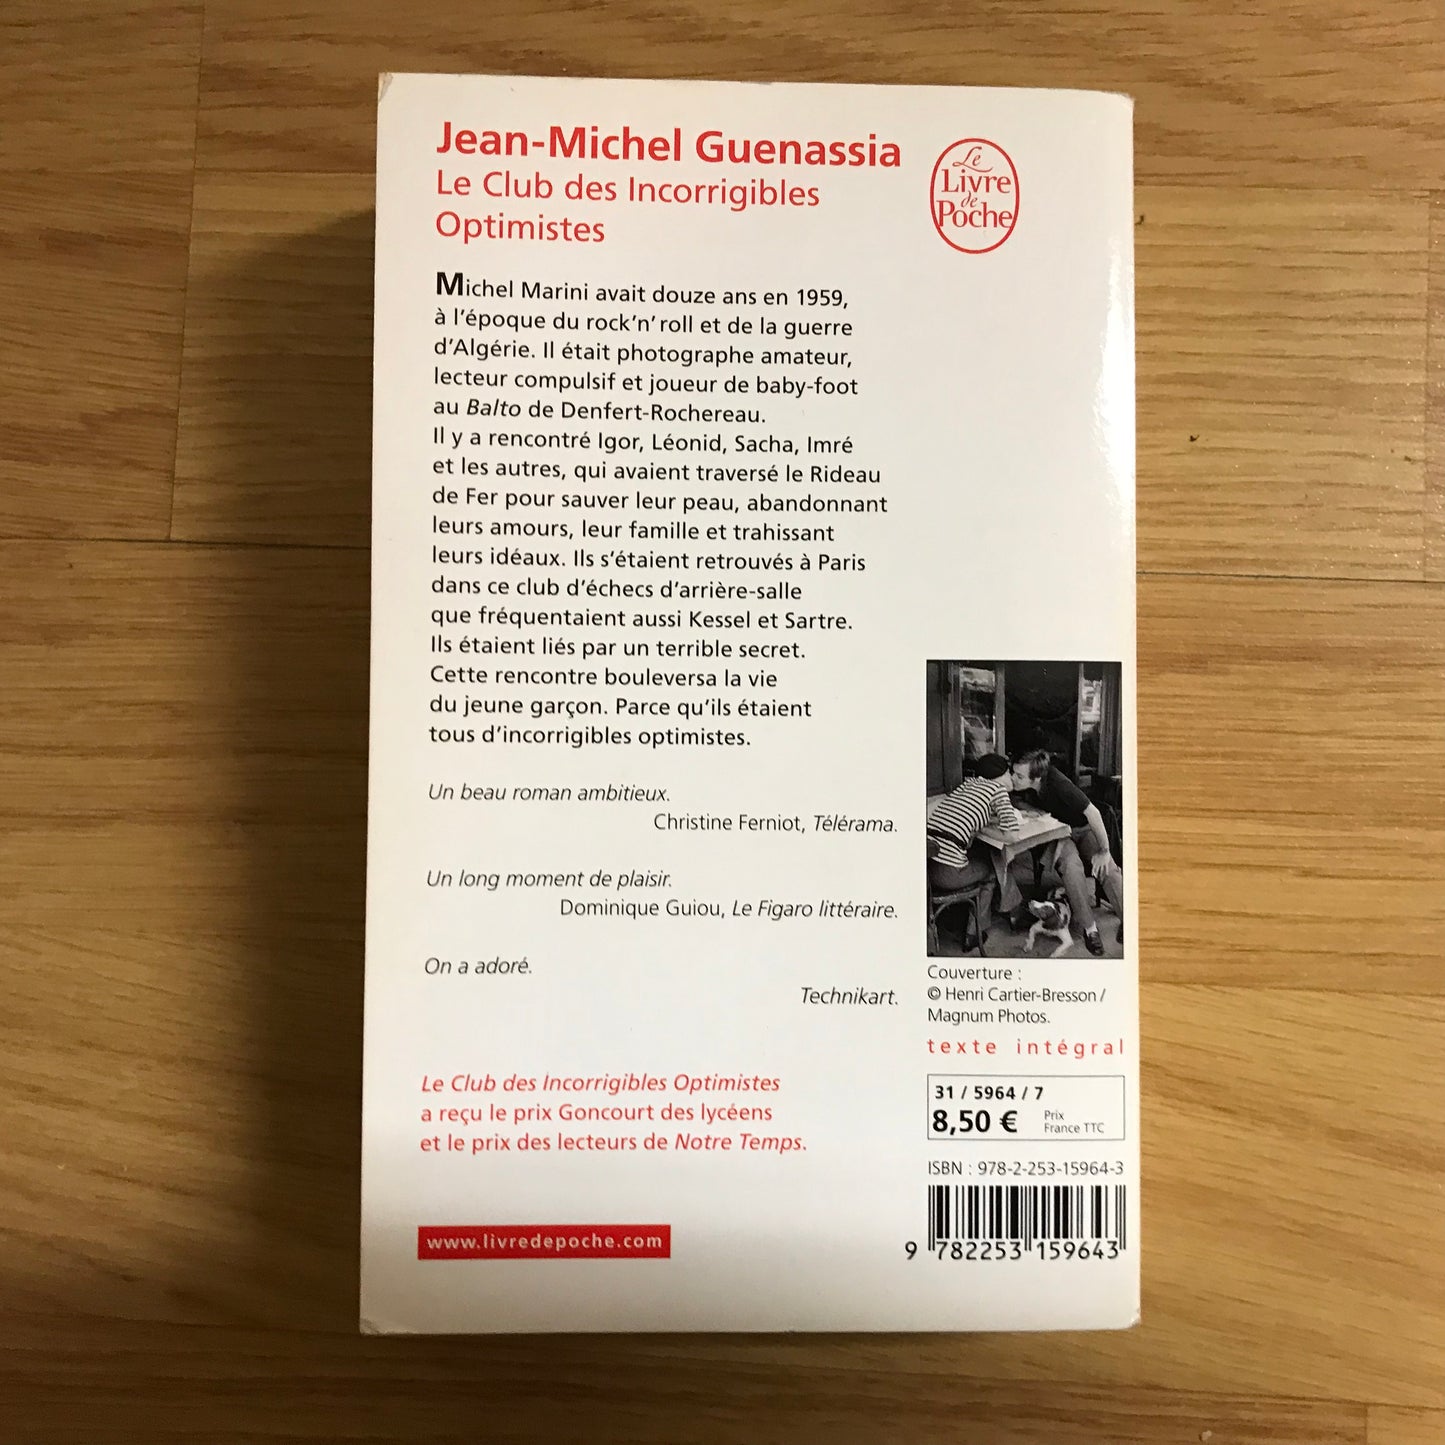 Jean-Michel Guenassia
Le Club des Incorrigibles
Optimistes
Le
Livre
de
Poche
Michel Marini avait douze ans en 1959,
à l'époque du rock'n'roll et de la guerre
d'Algérie. Il était photographe amateur,
lecteur compulsif et joueur de baby-foot
au Balto de Denfert-Rochereau.
Il y a rencontré Igor, Léonid, Sacha, Imré
et les autres, qui avaient traversé le Rideau
de Fer pour sauver leur peau, abandonnant
leurs amours, leur famille et trahissant
leurs idéaux. Ils s'étaient retrouvés à Paris
dans ce club d'échecs d'arrière-salle
que fréquentaient aussi Kessel et Sartre.
Ils étaient liés par un terrible secret.
Cette rencontre bouleversa la vie
du jeune garçon. Parce qu'ils étaient
tous d'incorrigibles optimistes.
Un beau roman ambitieux.
Christine Ferniot, Télérama.
Un long moment de plaisir.
Dominique Guiou, Le Figaro littéraire.
On a adoré.
Technikart.
Le Club des Incorrigibles Optimistes
a reçu le prix Goncourt des lycéens
et le prix des lecteurs de Notre Temps.
www.livredepoche.com
Couverture :
© Henri Cartier-Bresson /
Magnum Photos.
texte intégral
31 / 5964 / 7
8,50 € Prix
France TTC
ISBN : 978-2-253-15964-3
9 782253 159643